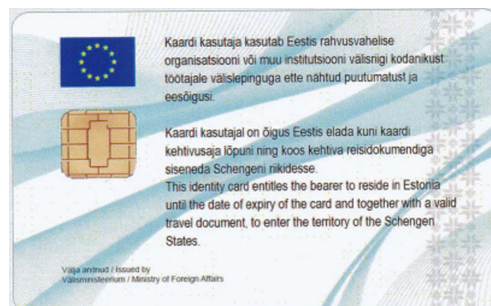 Kaardi kasutaja kasutab Eestis rahvusvahelise
organisatsiooni või muu institutsiooni välisriigi kodanikust
töötajale välislepinguga ette nähtud puutumatust ja
eesõigusi.
Kaardi kasutajal on õigus Eestis elada kuni kaardi
kehtivusaja lõpuni ning koos kehtiva reisidokumendiga
siseneda Schengeni riikidesse.
This identity card entitles the bearer to reside in Estonia
until the date of expiry of the card and together with a valid
travel document, to enter the territory of the Schengen
States.
Välja andnud / Issued by
Välisministeerium / Ministry of Foreign Affairs